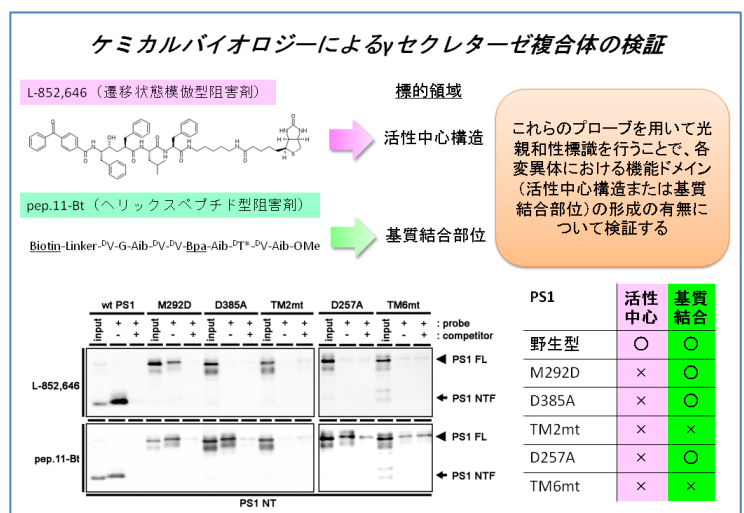 ケミカルバイオロジーによるγセクレターゼ複合体の検証
L-852,646（遷移状態模倣型阻害剤）
標的領域
活性中心構造
pep.11-Bt（ヘリックスペプチド型阻害剤）
基質結合部位
Biotin-Linker-ᴰV-G-Aib-ᴰV-ᴰV-Bpa-Aib-ᴰT*-ᴰV-Aib-OMe
これらのプローブを用いて光
親和性標識を行うことで、各
変異体における機能ドメイン
(活性中心構造または基質
結合部位)の形成の有無に
ついて検証する
O
O
OH
H
N
O
N
H
O
H
N
O
N
H
O
HN
NH
S
wt PS1 M292D D385A TM2mt D257A TM6mt
input + + input + + input + + input + + input + + input + + : probe
- + - + - + - + - + - + : competitor
L-852,646
PS1 FL
PS1 NTF
pep.11-Bt
PS1 FL
PS1 NTF
PS1 NT
PS1 活性中心 基質結合
野生型 ○ ○
M292D × ○
D385A × ○
TM2mt × ×
D257A × ○
TM6mt × ×